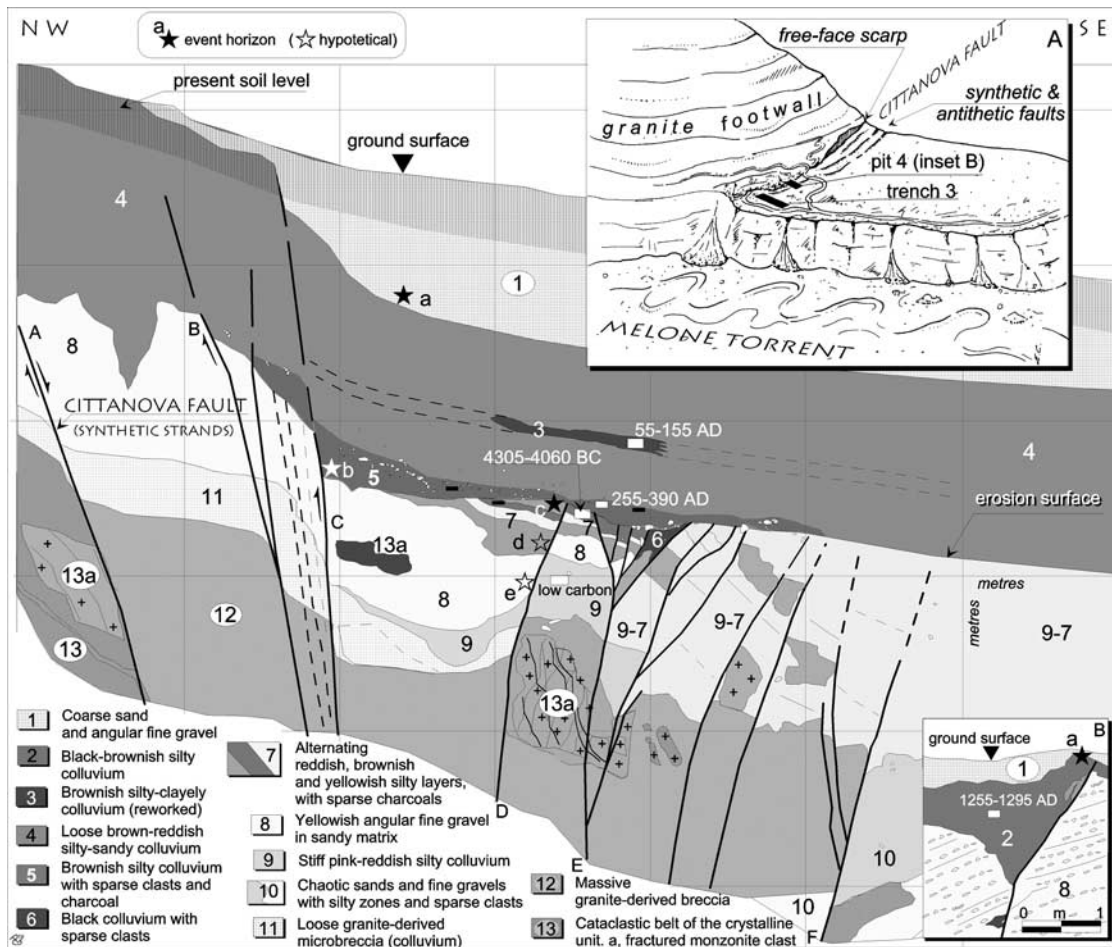 NW
a event horizon ( hypotetical)
SE
present soil level
ground surface
4
1
a
A
free-face scarp
CITTANOVA FAULT
granite footwall
synthetic &
antithetic faults
pit 4 (inset B)
trench 3
MELONE TORRENT
A
8
B
CITTANOVA FAULT
(SYNTHETIC STRANDS)
3
55-155 AD
4
4305-4060 BC
b
5
255-390 AD
erosion surface
11
C
c
7
7
6
d
8
13a
e
low carbon
metres
metres
8
9
9
9-7
9-7
9-7
13a
12
13
13a
D
E
10
10
F
1
Coarse sand
and angular fine gravel
2
Black-brownish silty
colluvium
3
Brownish silty-clayely
colluvium (reworked)
4
Loose brown-reddish
silty-sandy colluvium
5
Brownish silty colluvium
with sparse clasts and
charcoal
6
Black colluvium with
sparse clasts
7
Alternating
reddish, brownish
and yellowish silty layers,
with sparse charcoals
8
Yellowish angular fine gravel
in sandy matrix
9
Stiff pink-reddish silty colluvium
10
Chaotic sands and fine gravels
with silty zones and sparse clasts
11
Loose granite-derived
microbreccia (colluvium)
12
Massive
granite-derived breccia
13
Cataclastic belt of the crystalline
unit. a, fractured monzonite clast
B
ground surface
a
1
1255-1295 AD
2
8
0 m 1